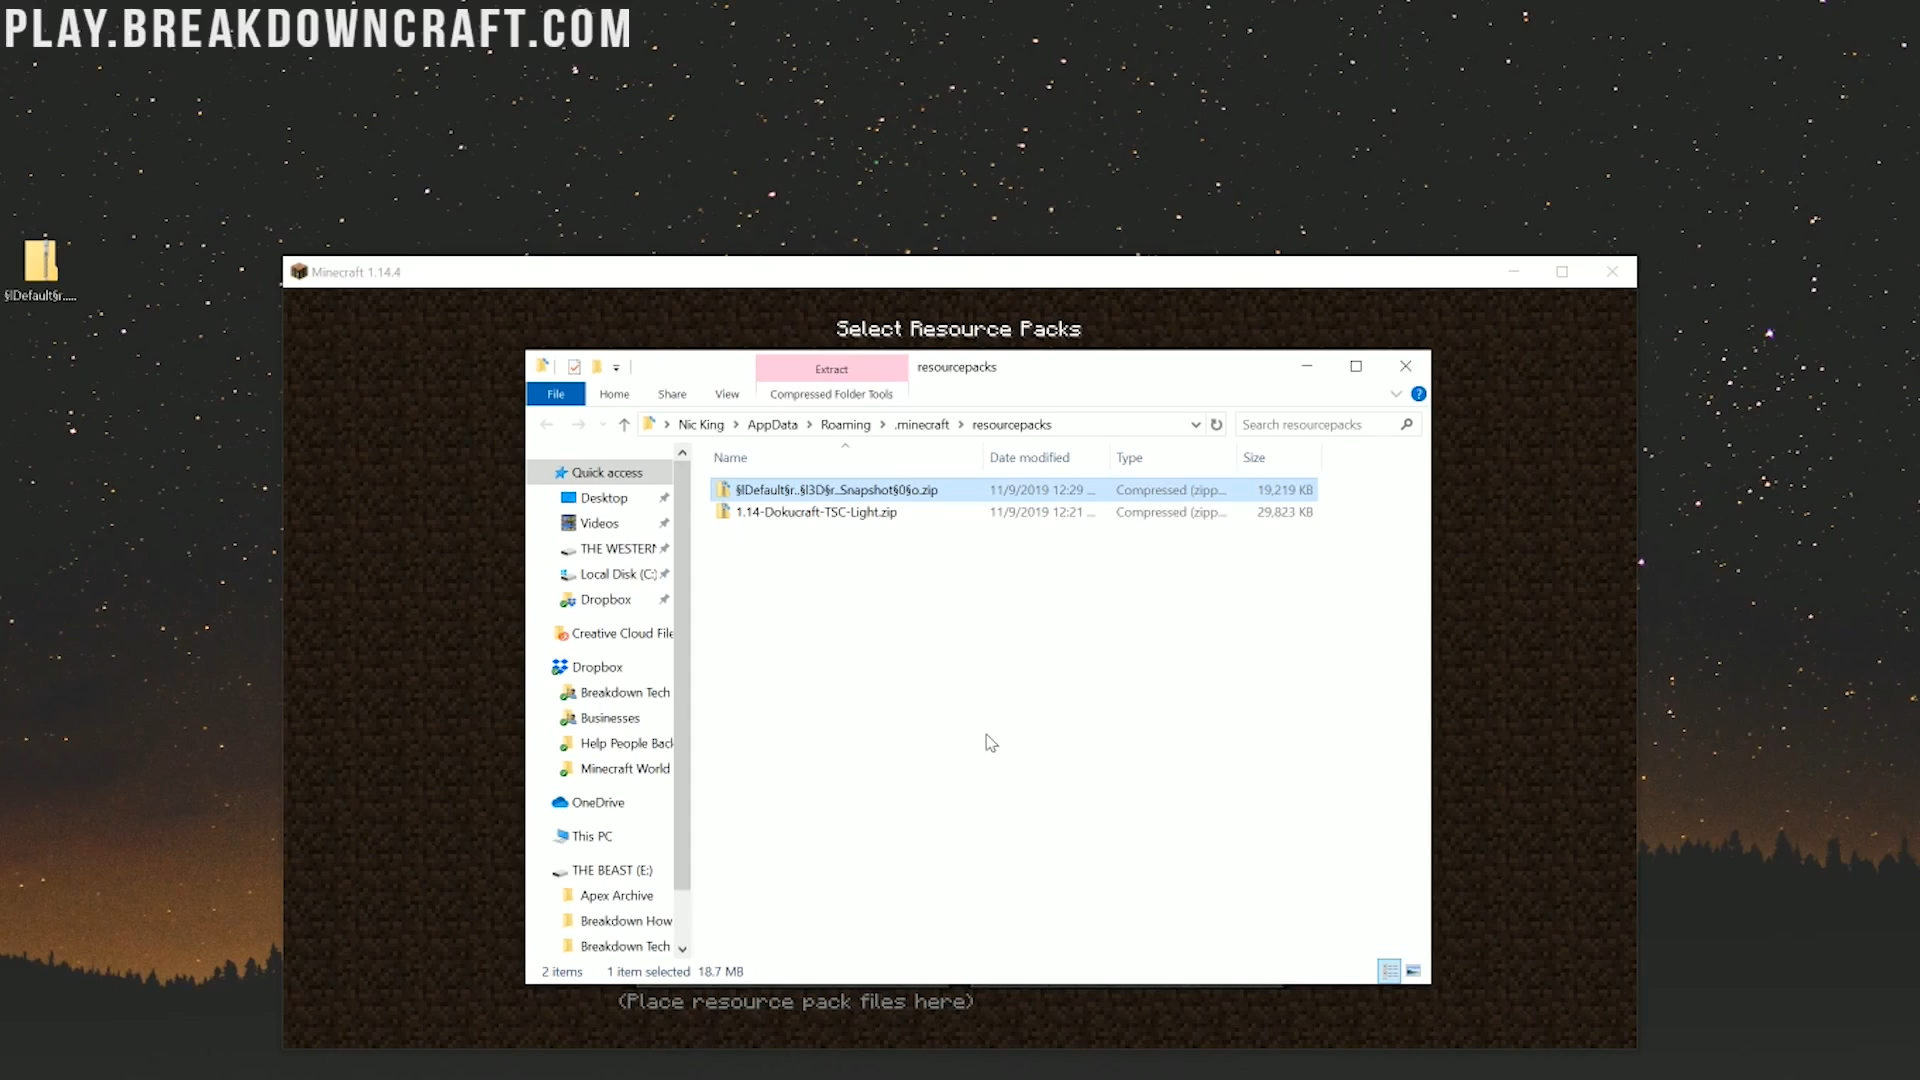 PLAY.BREAKDOWNCRAFT.COM
§lDefault§r.....
Minecraft 1.14.4
Select Resource Packs
Extract
resourcepacks
File
Home
Share
View
Compressed Folder Tools
Nic King > AppData > Roaming > .minecraft > resourcepacks
Search resourcepacks
Name
Date modified
Type
Size
Quick access
Desktop
Videos
THE WESTERN
Local Disk (C:)
Dropbox
Creative Cloud File
Dropbox
Breakdown Tech
Businesses
Help People Back
Minecraft World
OneDrive
This PC
THE BEAST (E:)
Apex Archive
Breakdown How
Breakdown Tech
§lDefault§r..§l3D§r...Snapshot§0§o.zip 11/9/2019 12:29 ... Compressed (zipp... 19,219 KB
1.14-Dokucraft-TSC-Light.zip 11/9/2019 12:21 ... Compressed (zipp... 29,823 KB
2 items 1 item selected 18.7 MB
(Place resource pack files here)